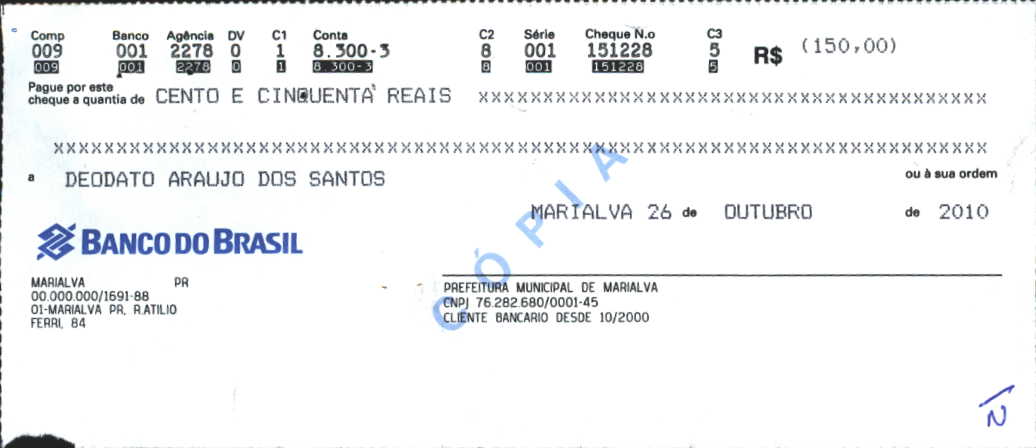 Comp Banco Agência DV C1 Conta C2 Série Cheque N.o C3
009 001 2278 0 1 8.300-3 8 001 151228 5 R$ (150,00)
009 001 2278 0 1 8.300-3 8 001 151228 5
Pague por este
cheque a quantia de CENTO E CINQUENTA REAIS XXXXXXXXXXXXXXXXXXXXXXXXXXXXXXXXXXXXXXXXX
XXXXXXXXXXXXXXXXXXXXXXXXXXXXXXXXXXXXXXXXXXXXXXXXXXXXXXXXXXXXXXXXXXXXXXXXXX
a DEODATO ARAUJO DOS SANTOS ou à sua ordem
MARIALVA 26 de OUTUBRO de 2010
BANCO DO BRASIL
CÓPIA
MARIALVA PR
00.000.000/1691-88
01-MARIALVA PR, R.ATILIO
FERRI, 84
PREFEITURA MUNICIPAL DE MARIALVA
CNPJ 76.282.680/0001-45
CLIENTE BANCARIO DESDE 10/2000